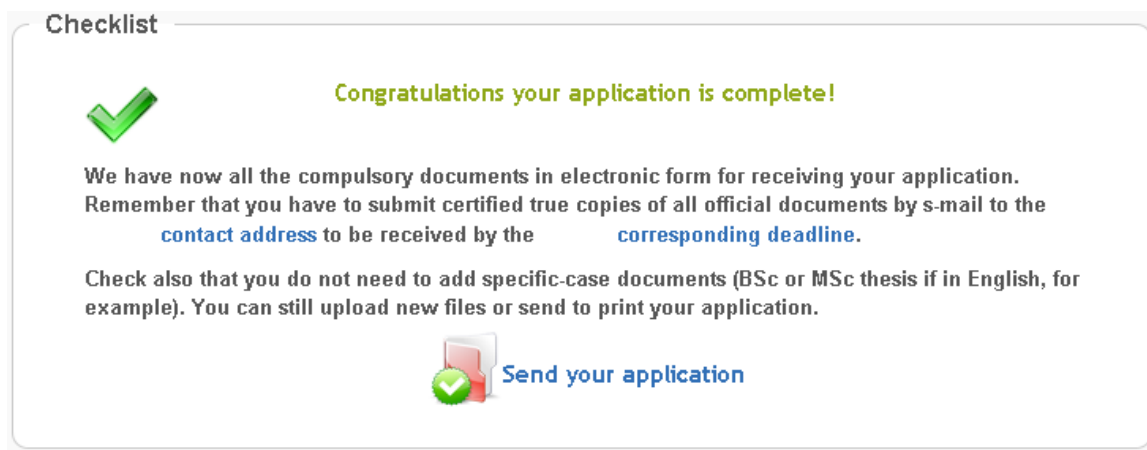 Checklist
Congratulations your application is complete!
We have now all the compulsory documents in electronic form for receiving your application.
Remember that you have to submit certified true copies of all official documents by s-mail to the
contact address to be received by the corresponding deadline.
Check also that you do not need to add specific-case documents (BSc or MSc thesis if in English, for
example). You can still upload new files or send to print your application.
Send your application